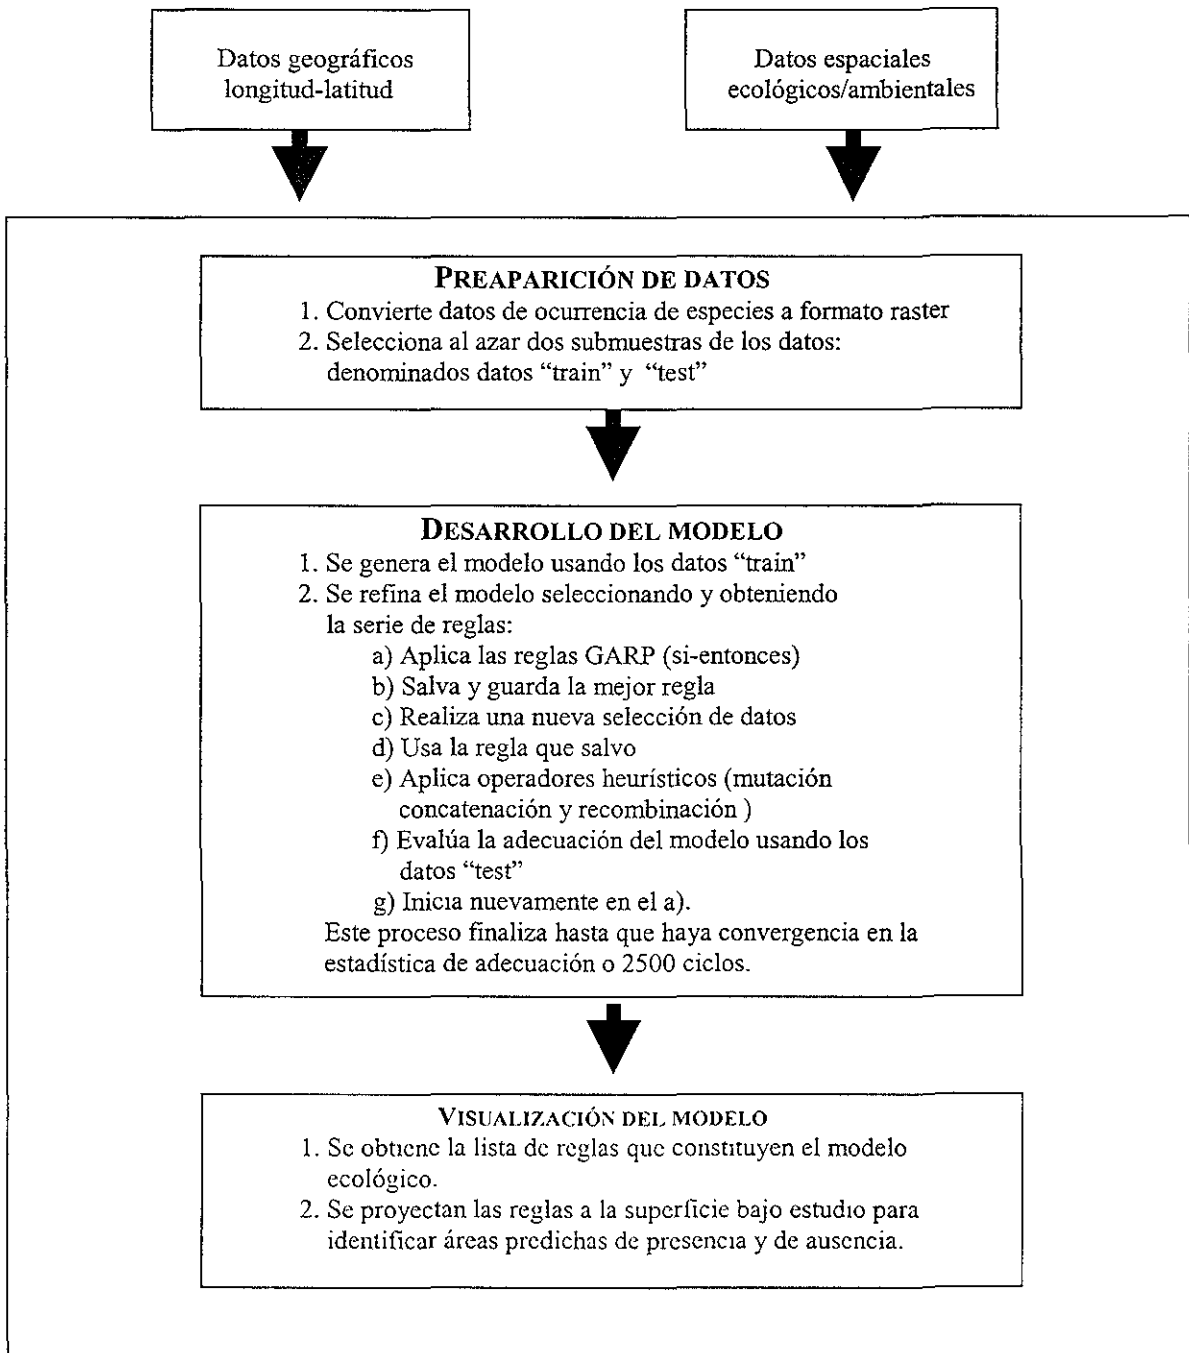 Datos geográficos
longitud-latitud
Datos espaciales
ecológicos/ambientales
PREAPARICIÓN DE DATOS
1. Convierte datos de ocurrencia de especies a formato raster
2. Selecciona al azar dos submuestras de los datos:
denominados datos “train” y “test”
DESARROLLO DEL MODELO
1. Se genera el modelo usando los datos “train”
2. Se refina el modelo seleccionando y obteniendo
la serie de reglas:
a) Aplica las reglas GARP (si-entonces)
b) Salva y guarda la mejor regla
c) Realiza una nueva selección de datos
d) Usa la regla que salvo
e) Aplica operadores heurísticos (mutación
concatenación y recombinación )
f) Evalúa la adecuación del modelo usando los
datos “test”
g) Inicia nuevamente en el a).
Este proceso finaliza hasta que haya convergencia en la
estadística de adecuación o 2500 ciclos.
VISUALIZACIÓN DEL MODELO
1. Se obtiene la lista de reglas que constituyen el modelo
ecológico.
2. Se proyectan las reglas a la superficie bajo estudio para
identificar áreas predichas de presencia y de ausencia.